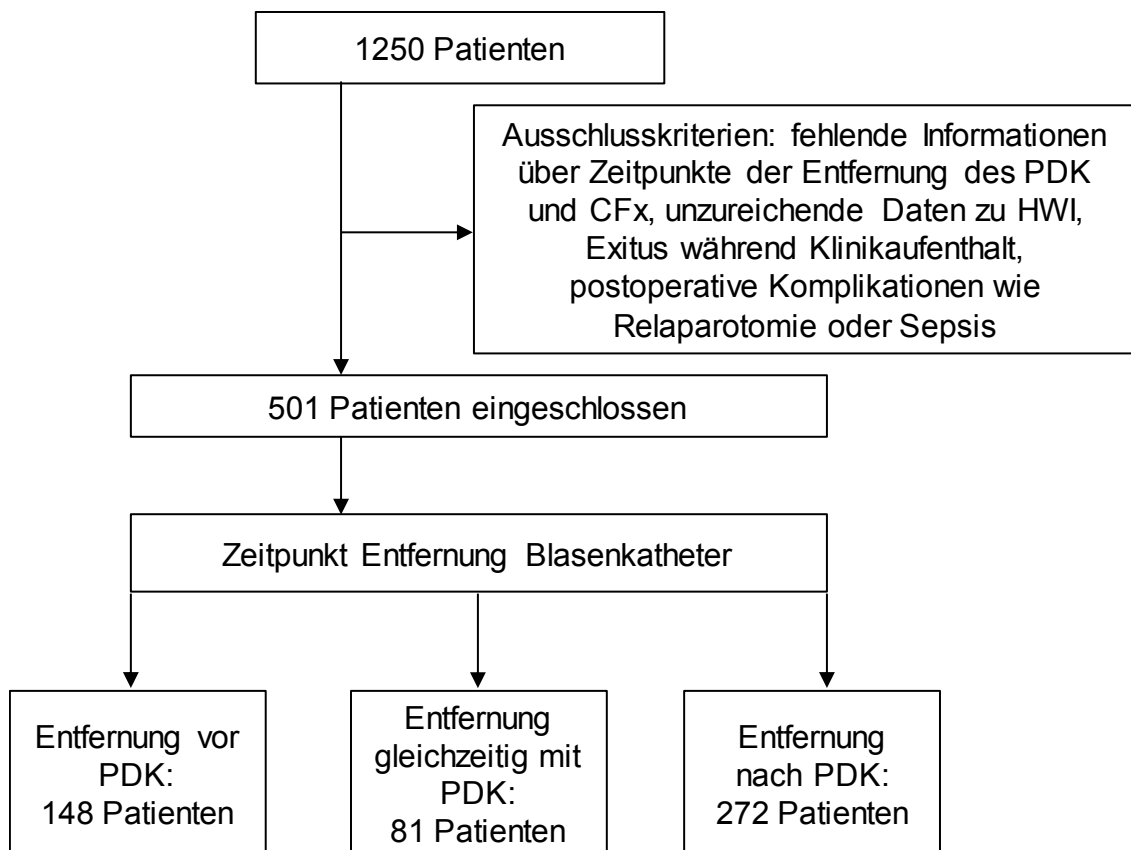 1250 Patienten
Ausschlusskriterien: fehlende Informationen
über Zeitpunkte der Entfernung des PDK
und CFx, unzureichende Daten zu HWI,
Exitus während Klinikaufenthalt,
postoperative Komplikationen wie
Relaparotomie oder Sepsis
501 Patienten eingeschlossen
Zeitpunkt Entfernung Blasenkatheter
Entfernung vor
PDK:
148 Patienten
Entfernung
gleichzeitig mit
PDK:
81 Patienten
Entfernung
nach PDK:
272 Patienten